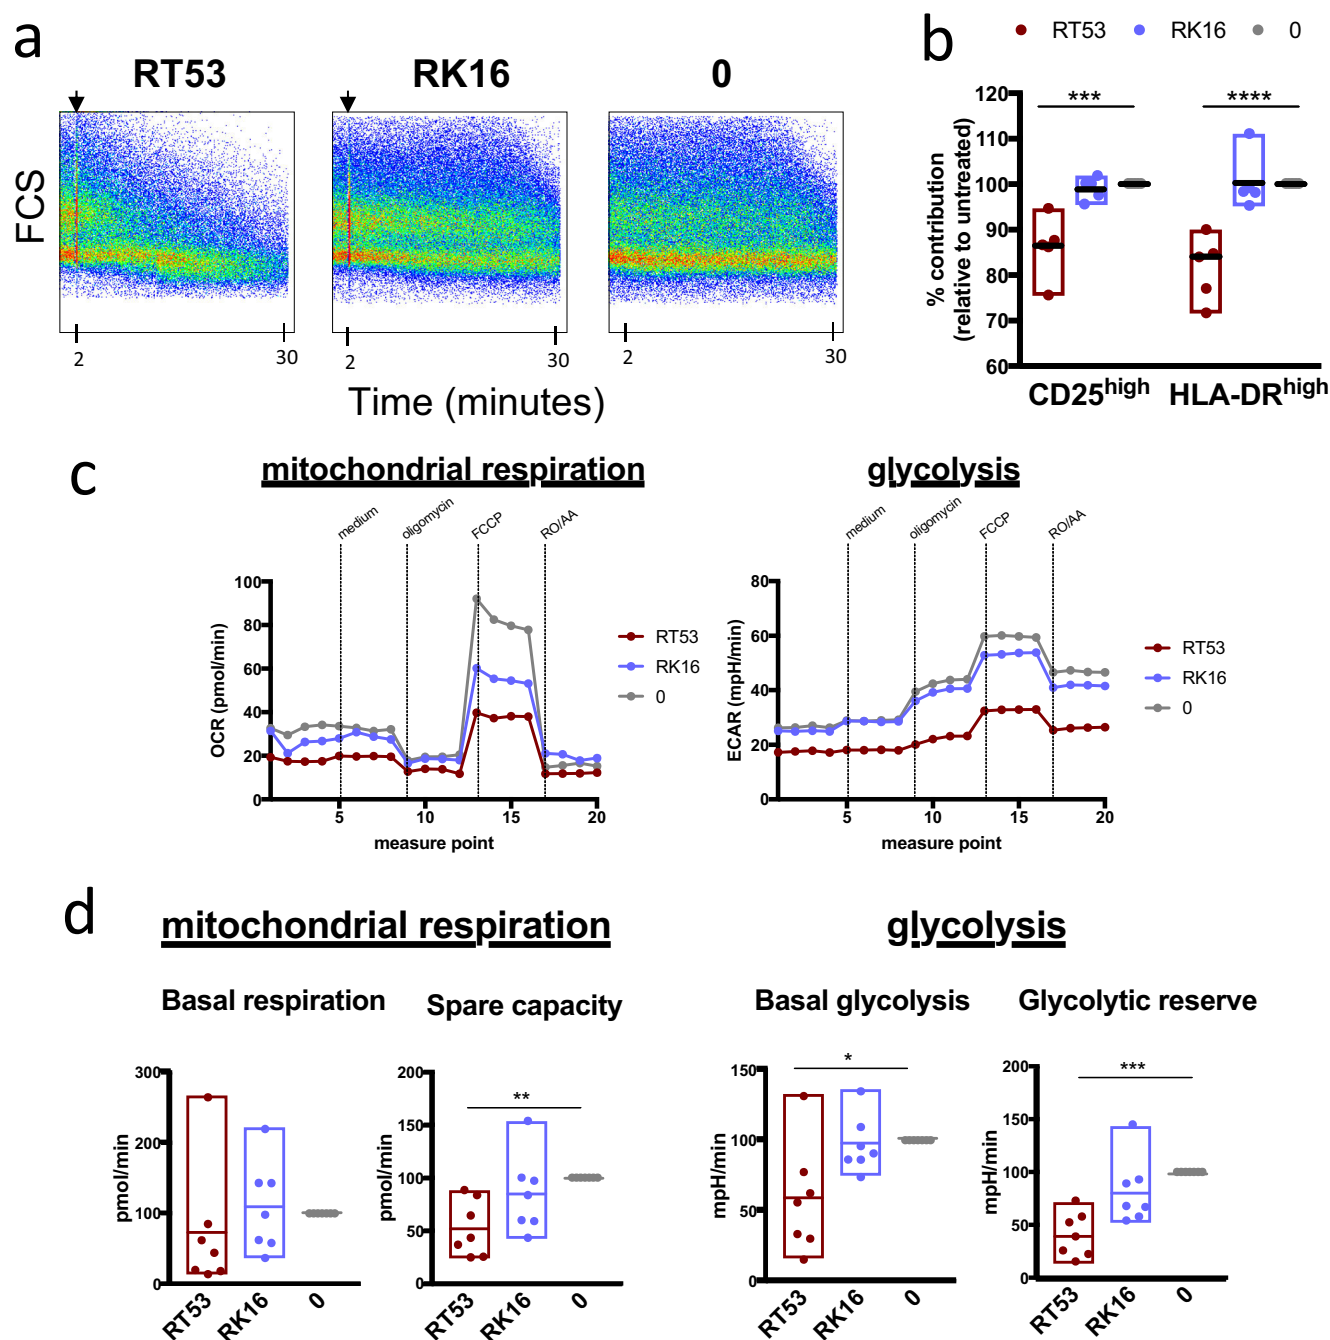 a
RT53
RK16
0
FCS
2
30
2
30
2
30
Time (minutes)
b
RT53
RK16
0
% contribution
(relative to untreated)
120
110
100
90
80
70
60
***
****
CD25high
HLA-DRhigh
c
mitochondrial respiration
medium
oligomycin
FCCP
RO/AA
OCR (pmol/min)
100
80
60
40
20
0
5
10
15
20
measure point
RT53
RK16
0
glycolysis
medium
oligomycin
FCCP
RO/AA
ECAR (mpH/min)
80
60
40
20
0
5
10
15
20
measure point
RT53
RK16
0
d
mitochondrial respiration
glycolysis
Basal respiration
pmol/min
300
200
100
0
RT53
RK16
0
Spare capacity
pmol/min
200
150
100
50
0
**
RT53
RK16
0
Basal glycolysis
mpH/min
150
100
50
0
*
RT53
RK16
0
Glycolytic reserve
mpH/min
200
150
100
50
0
***
RT53
RK16
0